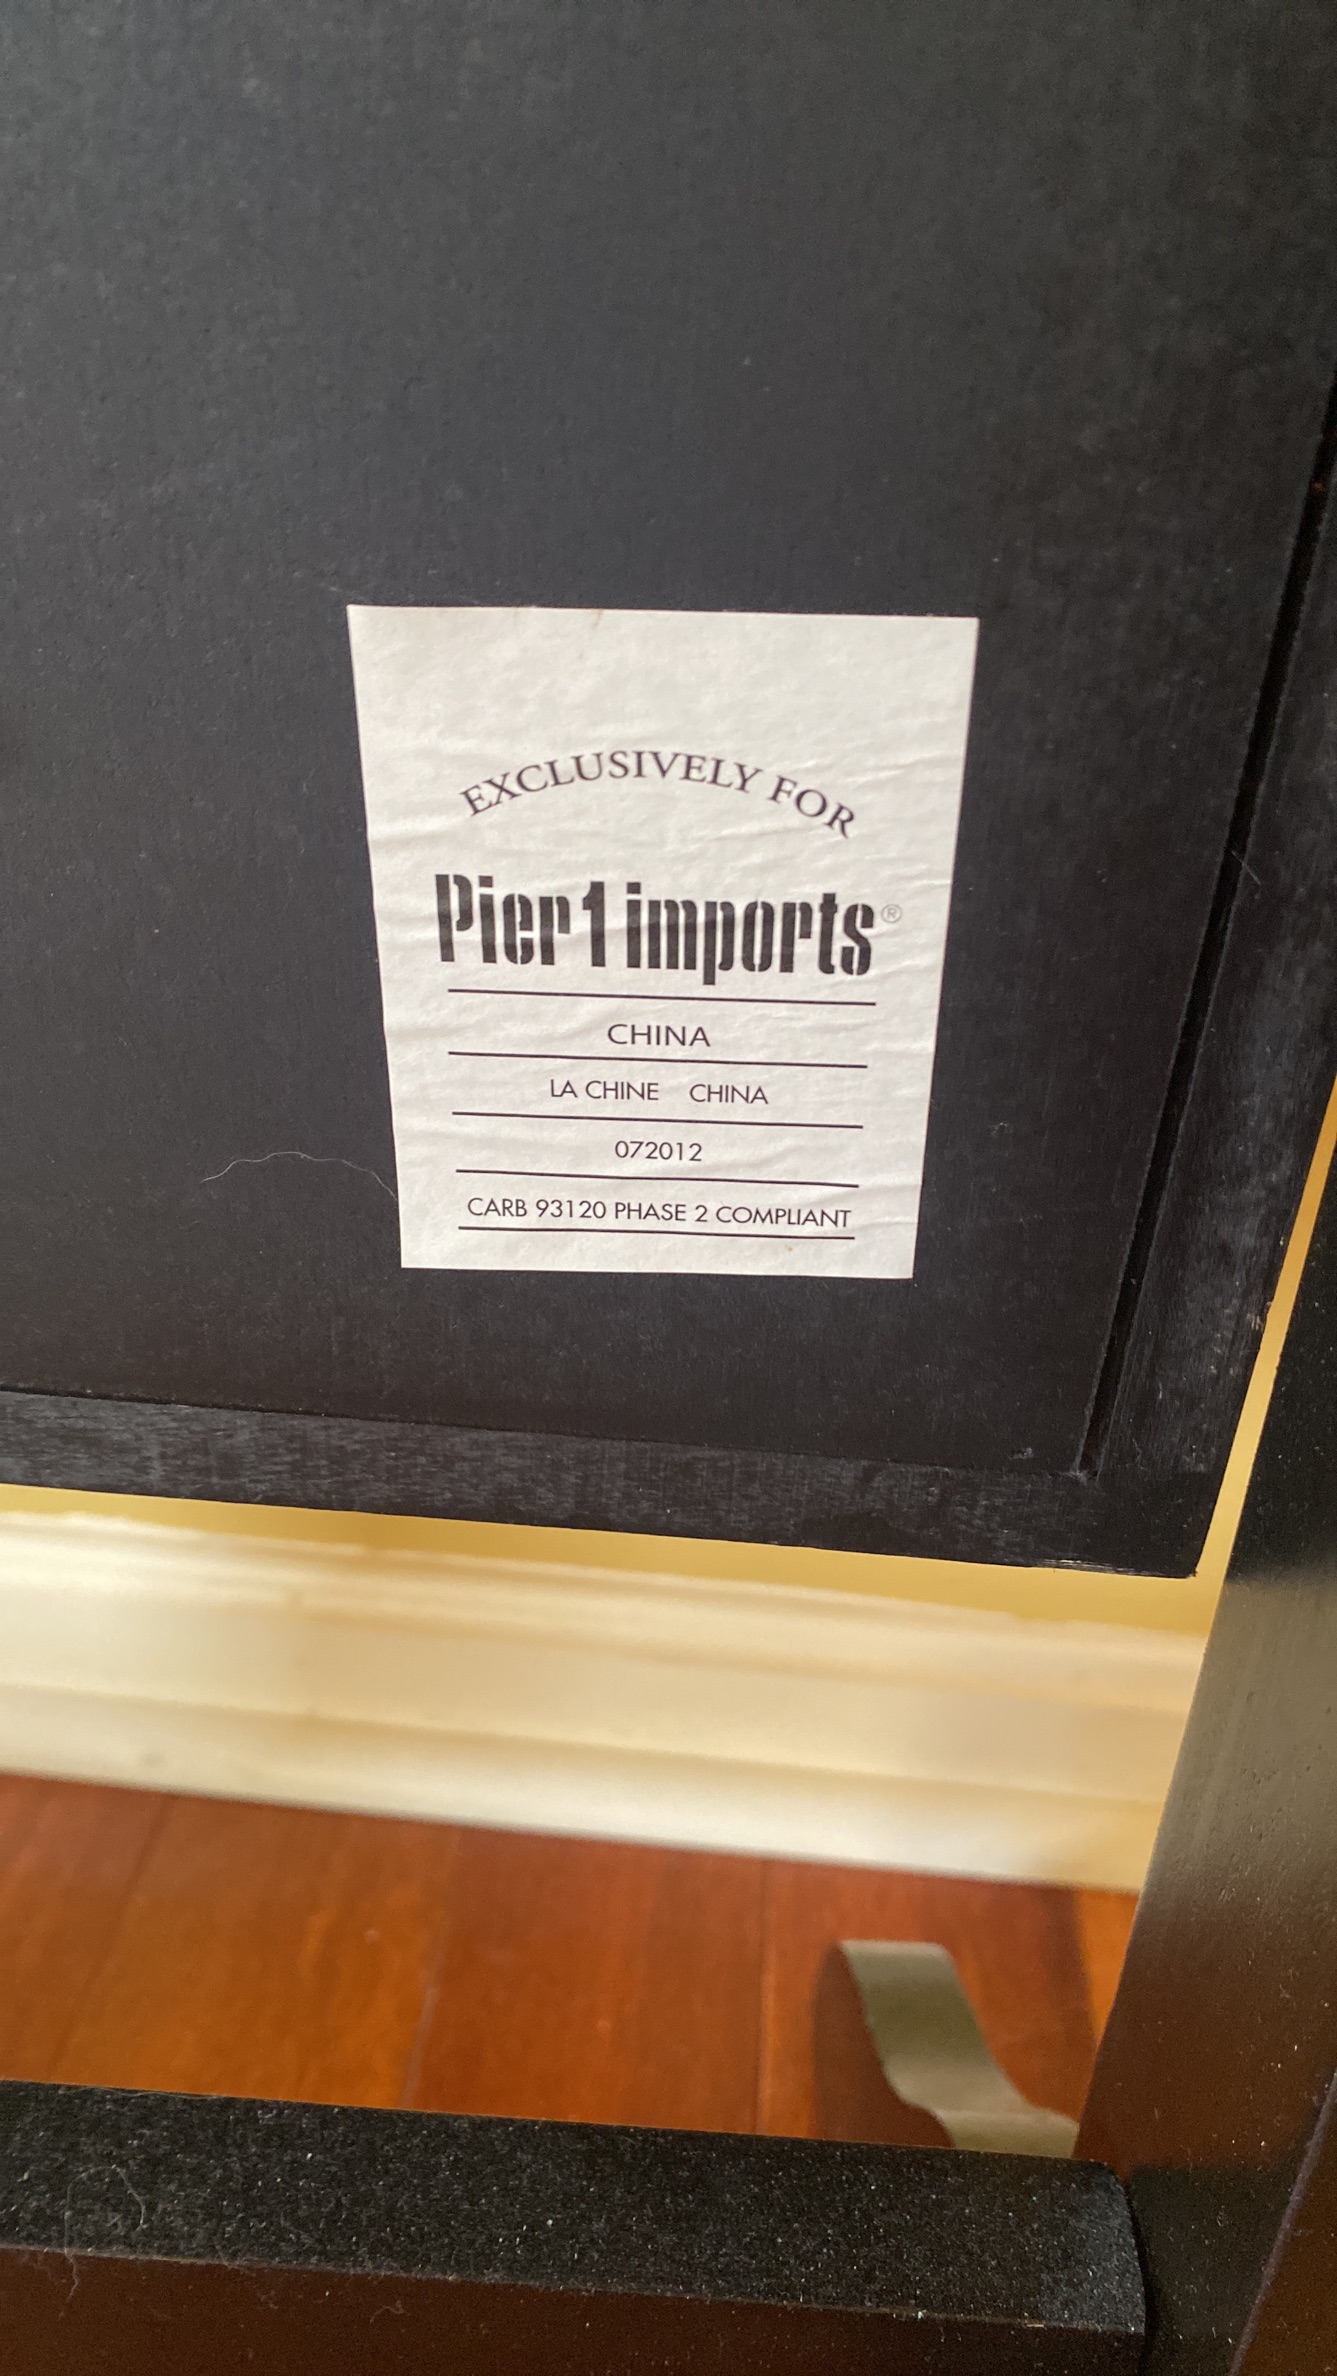 EXCLUSIVELY FOR
Pier 1 imports®
CHINA
LA CHINE CHINA
072012
CARB 93120 PHASE 2 COMPLIANT